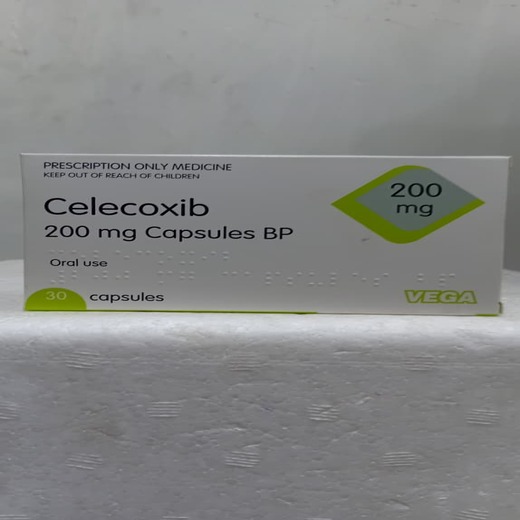 PRESCRIPTION ONLY MEDICINE
KEEP OUT OF REACH OF CHILDREN
Celecoxib
200 mg Capsules BP
Oral use
30 capsules
200
mg
VEGA